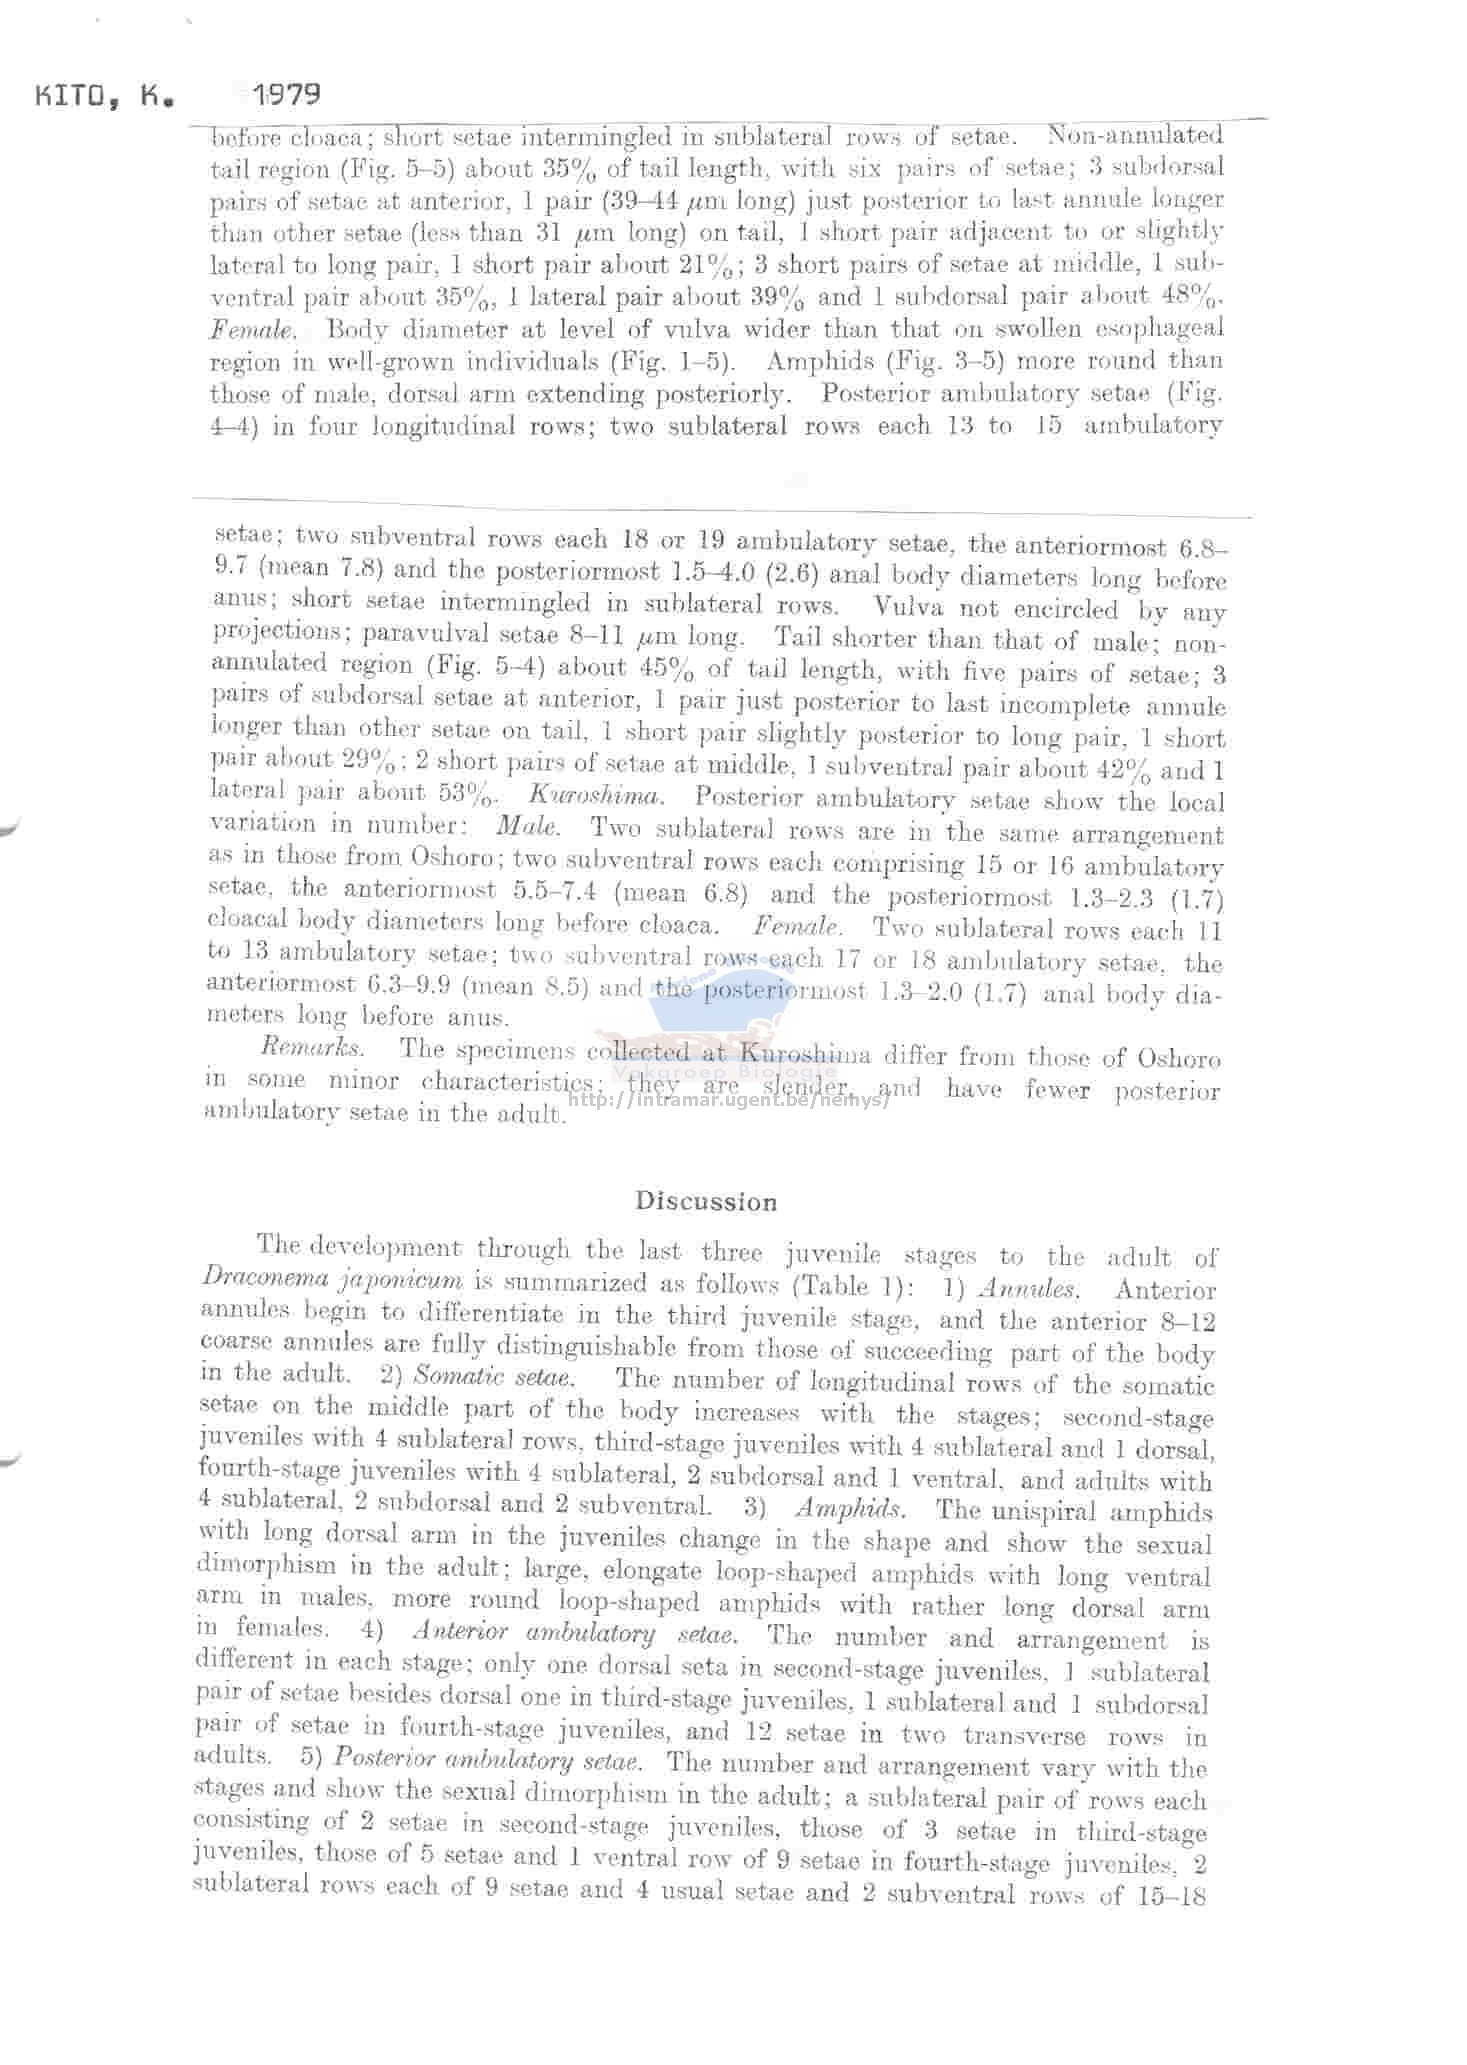 KITO, K. 1979
before cloaca; short setae intermingled in sublateral rows of setae. Non-annulated
tail region (Fig. 5–5) about 35% of tail length, with six pairs of setae; 3 subdorsal
pairs of setae at anterior, 1 pair (39–44 μm long) just posterior to last annule longer
than other setae (less than 31 μm long) on tail, 1 short pair adjacent to or slightly
lateral to long pair, 1 short pair about 21%; 3 short pairs of setae at middle, 1 sub-
ventral pair about 35%, 1 lateral pair about 39% and 1 subdorsal pair about 48%.
Female. Body diameter at level of vulva wider than that on swollen esophageal
region in well-grown individuals (Fig. 1–5). Amphids (Fig. 3–5) more round than
those of male, dorsal arm extending posteriorly. Posterior ambulatory setae (Fig.
4–4) in four longitudinal rows; two sublateral rows each 13 to 15 ambulatory
setae; two subventral rows each 18 or 19 ambulatory setae, the anteriormost 6.8–
9.7 (mean 7.8) and the posteriormost 1.5–4.0 (2.6) anal body diameters long before
anus; short setae intermingled in sublateral rows. Vulva not encircled by any
projections; paravulval setae 8–11 μm long. Tail shorter than that of male; non-
annulated region (Fig. 5–4) about 45% of tail length, with five pairs of setae; 3
pairs of subdorsal setae at anterior, 1 pair just posterior to last incomplete annule
longer than other setae on tail, 1 short pair slightly posterior to long pair, 1 short
pair about 29%; 2 short pairs of setae at middle, 1 subventral pair about 42% and 1
lateral pair about 53%. Kuroshima. Posterior ambulatory setae show the local
variation in number: Male. Two sublateral rows are in the same arrangement
as in those from Oshoro; two subventral rows each comprising 15 or 16 ambulatory
setae, the anteriormost 5.5–7.4 (mean 6.8) and the posteriormost 1.3–2.3 (1.7)
cloacal body diameters long before cloaca. Female. Two sublateral rows each 11
to 13 ambulatory setae; two subventral rows each 17 or 18 ambulatory setae, the
anteriormost 6.3–9.9 (mean 8.5) and the posteriormost 1.3–2.0 (1.7) anal body dia-
meters long before anus.
Remarks. The specimens collected at Kuroshima differ from those of Oshoro
Vakgroep Biologie
in some minor characteristics; they are slender, and have fewer posterior
http://intramar.ugent.be/nemys/
ambulatory setae in the adult.
Discussion
The development through the last three juvenile stages to the adult of
Draconema japonicum is summarized as follows (Table 1): 1) Annules. Anterior
annules begin to differentiate in the third juvenile stage, and the anterior 8–12
coarse annules are fully distinguishable from those of succeeding part of the body
in the adult. 2) Somatic setae. The number of longitudinal rows of the somatic
setae on the middle part of the body increases with the stages; second-stage
juveniles with 4 sublateral rows, third-stage juveniles with 4 sublateral and 1 dorsal,
fourth-stage juveniles with 4 sublateral, 2 subdorsal and 1 ventral, and adults with
4 sublateral, 2 subdorsal and 2 subventral. 3) Amphids. The unispiral amphids
with long dorsal arm in the juveniles change in the shape and show the sexual
dimorphism in the adult; large, elongate loop-shaped amphids with long ventral
arm in males, more round loop-shaped amphids with rather long dorsal arm
in females. 4) Anterior ambulatory setae. The number and arrangement is
different in each stage; only one dorsal seta in second-stage juveniles, 1 sublateral
pair of setae besides dorsal one in third-stage juveniles, 1 sublateral and 1 subdorsal
pair of setae in fourth-stage juveniles, and 12 setae in two transverse rows in
adults. 5) Posterior ambulatory setae. The number and arrangement vary with the
stages and show the sexual dimorphism in the adult; a sublateral pair of rows each
consisting of 2 setae in second-stage juveniles, those of 3 setae in third-stage
juveniles, those of 5 setae and 1 ventral row of 9 setae in fourth-stage juveniles, 2
sublateral rows each of 9 setae and 4 usual setae and 2 subventral rows of 15–18